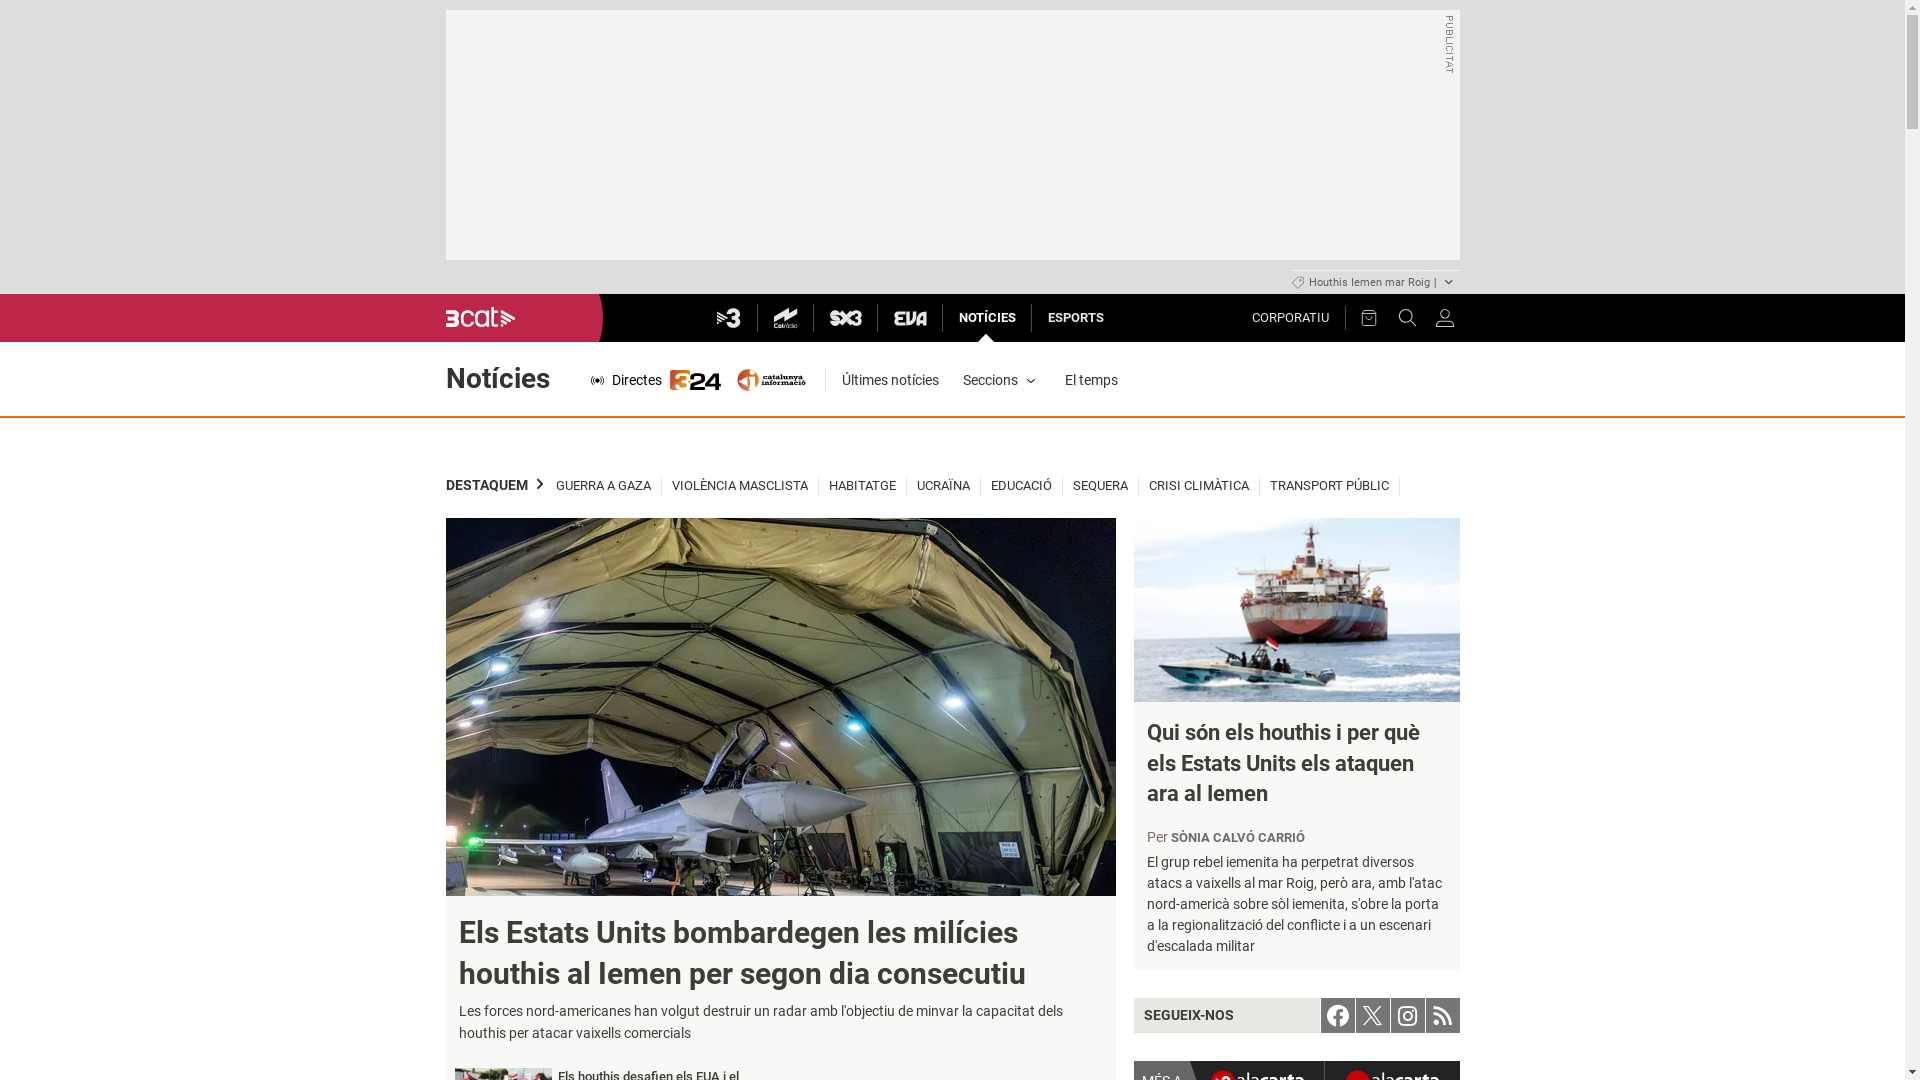 PUBLICITAT
Houthis Iemen mar Roig |
3cat
3
Catràdio
SX3
EVA
NOTÍCIES
ESPORTS
CORPORATIU
Notícies
Directes
324
catalunya
informació
Últimes notícies
Seccions
El temps
DESTAQUEM
GUERRA A GAZA
VIOLÈNCIA MASCLISTA
HABITATGE
UCRAÏNA
EDUCACIÓ
SEQUERA
CRISI CLIMÀTICA
TRANSPORT PÚBLIC
Els Estats Units bombardegen les milícies
houthis al Iemen per segon dia consecutiu
Les forces nord-americanes han volgut destruir un radar amb l'objectiu de minvar la capacitat dels
houthis per atacar vaixells comercials
Els houthis desafien els EUA i el
Qui són els houthis i per què
els Estats Units els ataquen
ara al Iemen
Per SÒNIA CALVÓ CARRIÓ
El grup rebel iemenita ha perpetrat diversos
atacs a vaixells al mar Roig, però ara, amb l'atac
nord-americà sobre sòl iemenita, s'obre la porta
a la regionalització del conflicte i a un escenari
d'escalada militar
SEGUEIX-NOS
MÉS A
alacarta
alacarta